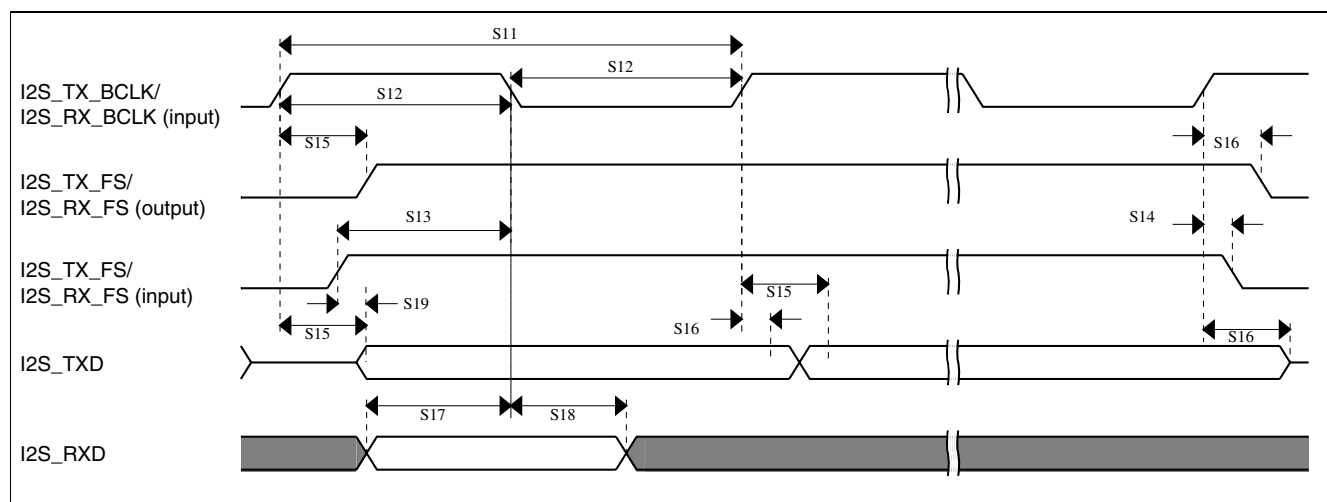 S11
S12
I2S_TX_BCLK/
I2S_RX_BCLK (input)
S12
S15
S16
I2S_TX_FS/
I2S_RX_FS (output)
S13
S14
I2S_TX_FS/
I2S_RX_FS (input)
S19
S15
S15
S16
S16
I2S_TXD
S17
S18
I2S_RXD